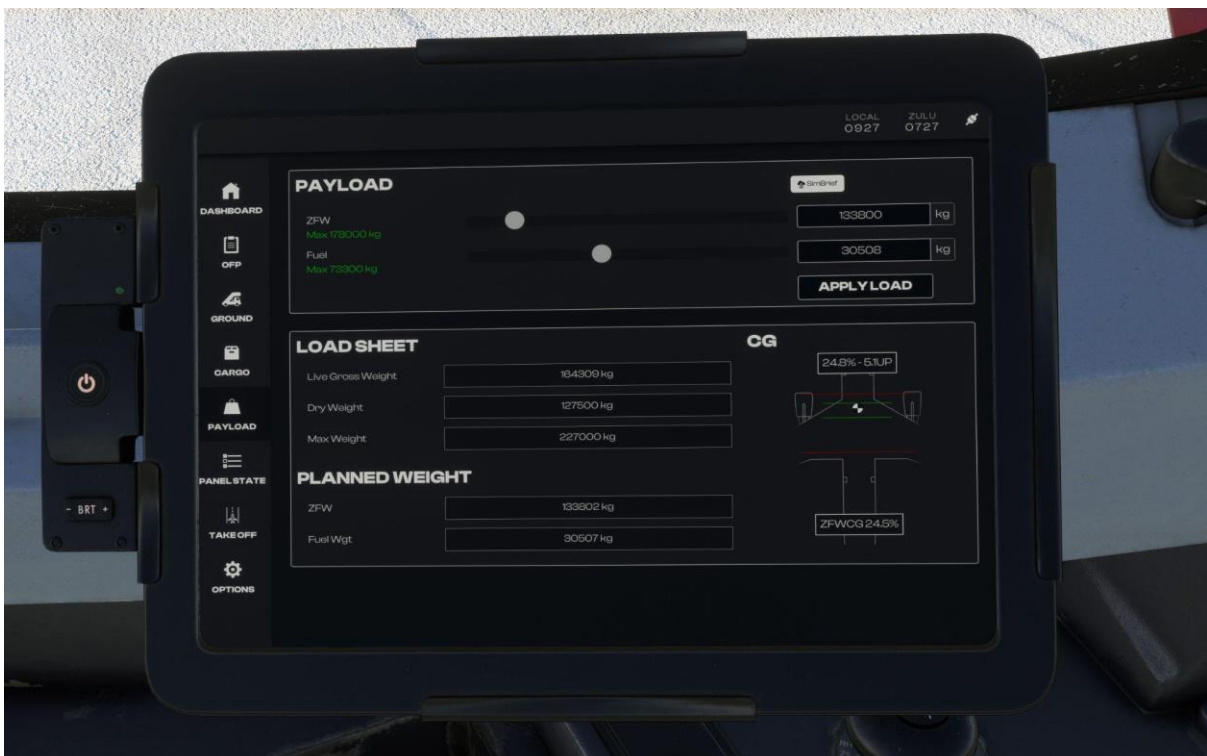 LOCAL ZULU
0927 0727
DASHBOARD
OFP
GROUND
CARGO
PAYLOAD
PANEL STATE
TAKE OFF
OPTIONS
PAYLOAD
SimBrief
ZFW
Max 178000 kg
133800 kg
Fuel
Max 73300 kg
30508 kg
APPLY LOAD
LOAD SHEET
Live Gross Weight 164309 kg
Dry Weight 127500 kg
Max Weight 227000 kg
PLANNED WEIGHT
ZFW 133802 kg
Fuel Wgt 30507 kg
CG
24.8% - 5.1UP
ZFWCG 24.5%
- BRT +